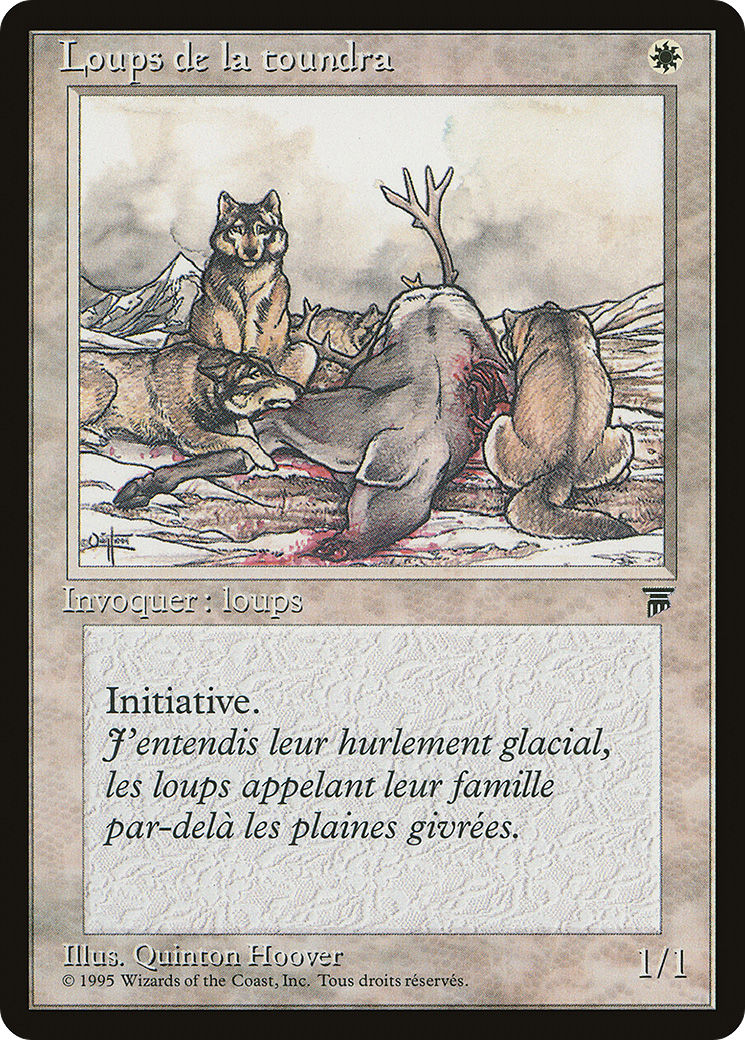 Loups de la toundra
Invoquer : loups
Initiative.
J'entendis leur hurlement glacial,
les loups appelant leur famille
par-delà les plaines givrées.
Illus. Quinton Hoover
1/1
© 1995 Wizards of the Coast, Inc. Tous droits réservés.